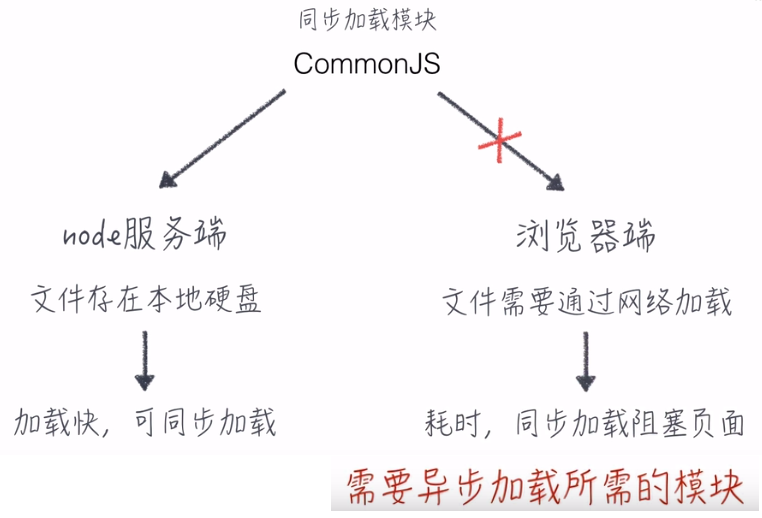 同步加载模块
CommonJS
node服务端
浏览器端
文件存在本地硬盘
文件需要通过网络加载
加载快，可同步加载
耗时，同步加载阻塞页面
需要异步加载所需的模块